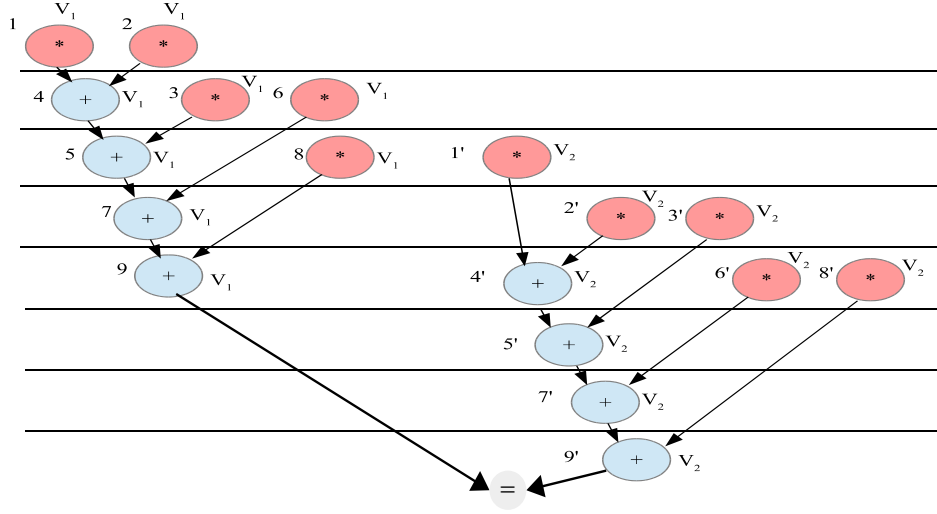 1 V₁ 2 V₁
* *
4 + V₁ 3 * V₁ 6 * V₁
5 + V₁ 8 * V₁ 1' * V₂
7 + V₁ 2' * V₂ 3' * V₂
9 + V₁ 4' + V₂ 6' * V₂ 8' * V₂
5' + V₂
7' + V₂
9' + V₂
=